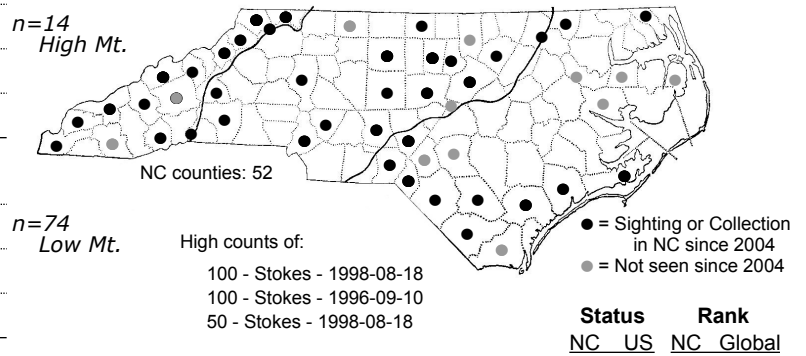 n=14
High Mt.
NC counties: 52
n=74
Low Mt.
High counts of:
100 - Stokes - 1998-08-18
100 - Stokes - 1996-09-10
50 - Stokes - 1998-08-18
= Sighting or Collection
in NC since 2004
= Not seen since 2004
Status Rank
NC US NC Global